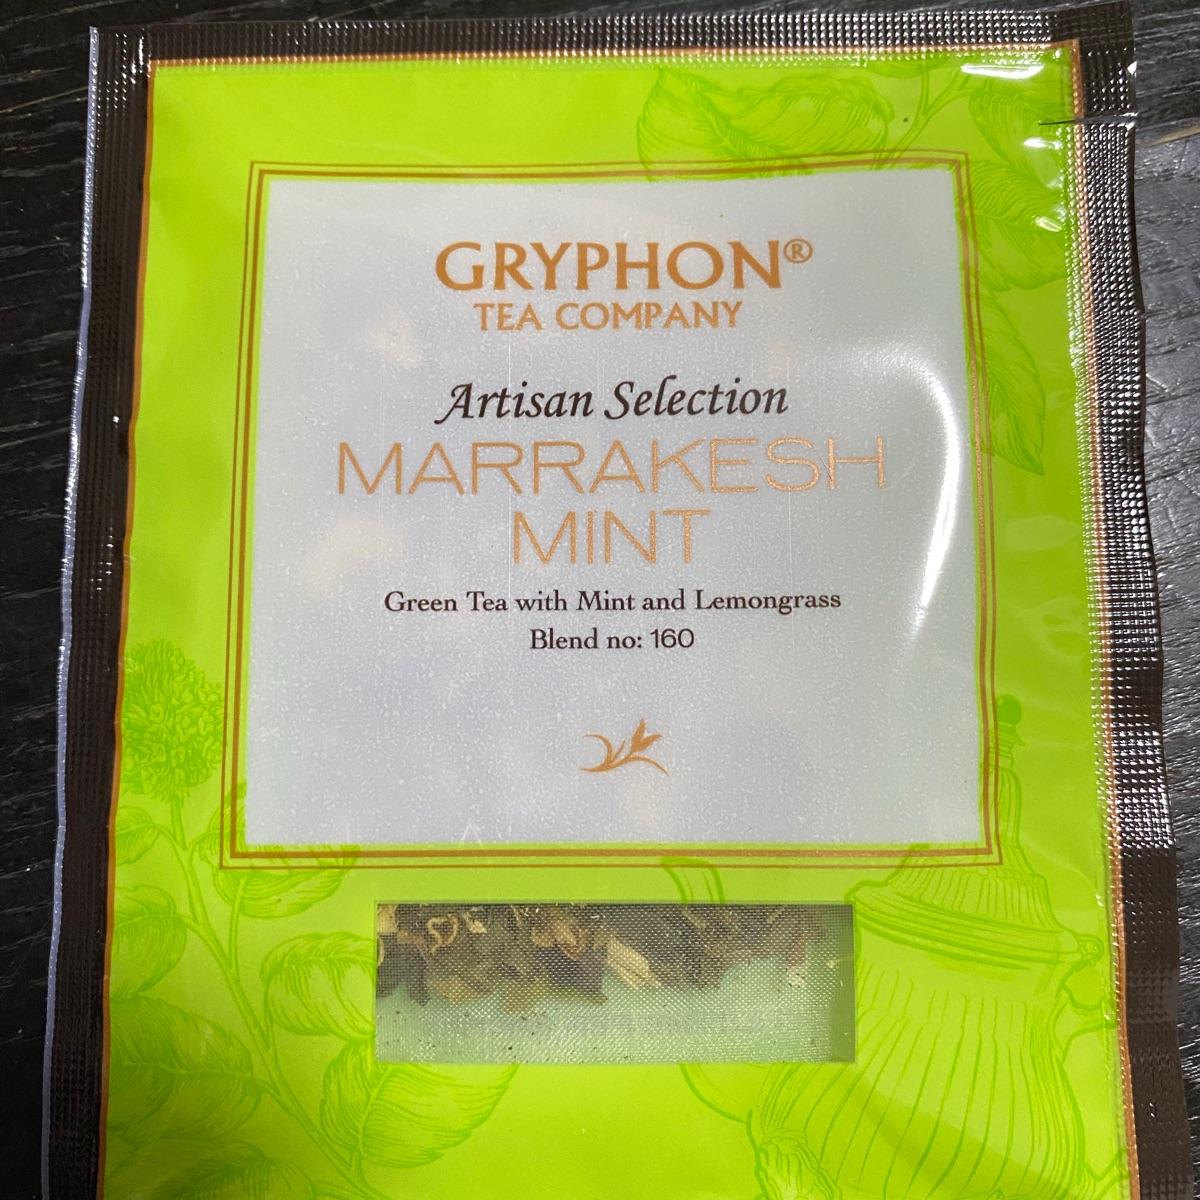 GRYPHON®
TEA COMPANY
Artisan Selection
MARRAKESH
MINT
Green Tea with Mint and Lemongrass
Blend no: 160